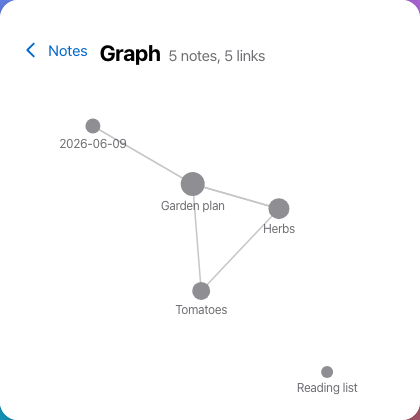 Notes Graph 5 notes, 5 links
2026-06-09
Garden plan
Herbs
Tomatoes
Reading list